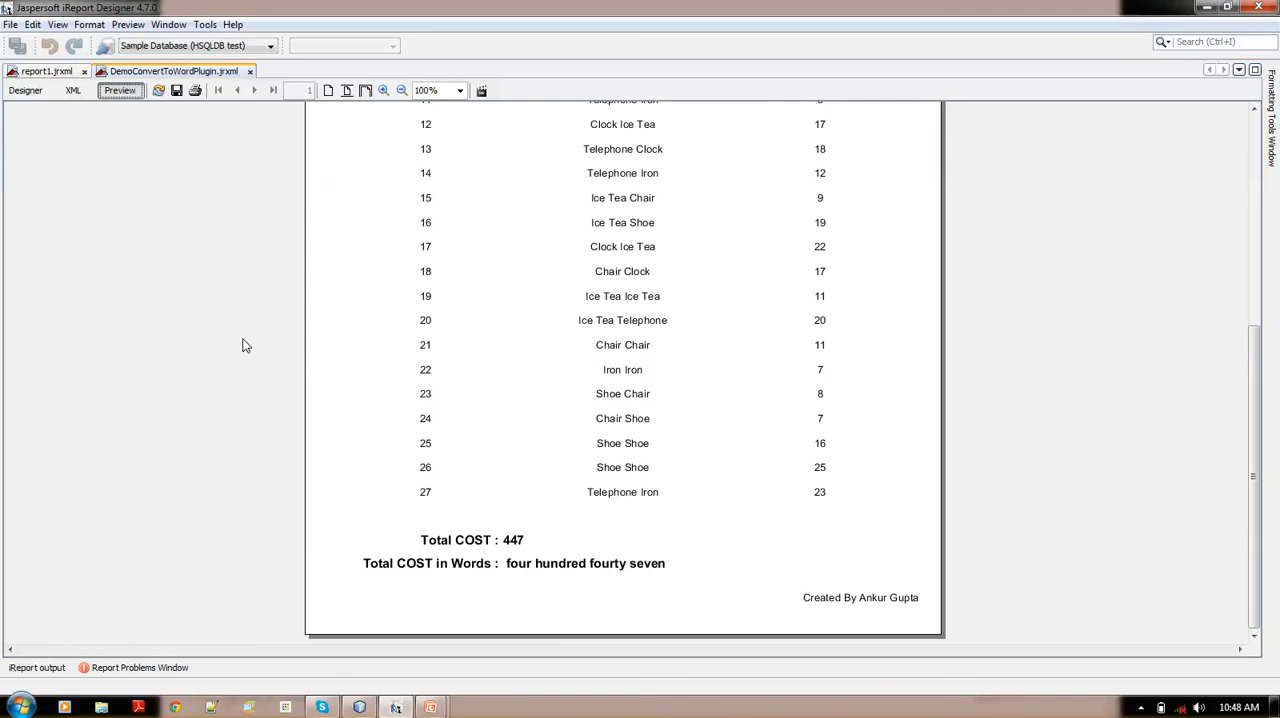 Jaspersoft iReport Designer 4.7.0
File Edit View Format Preview Window Tools Help
Sample Database (HSQLDB test)
Search (Ctrl+I)
report1.jrxml DemoConvertToWordPlugin.jrxml
Designer XML Preview 1 100%
Formatting Tools Window
12 Clock Ice Tea 17
13 Telephone Clock 18
14 Telephone Iron 12
15 Ice Tea Chair 9
16 Ice Tea Shoe 19
17 Clock Ice Tea 22
18 Chair Clock 17
19 Ice Tea Ice Tea 11
20 Ice Tea Telephone 20
21 Chair Chair 11
22 Iron Iron 7
23 Shoe Chair 8
24 Chair Shoe 7
25 Shoe Shoe 16
26 Shoe Shoe 25
27 Telephone Iron 23
Total COST : 447
Total COST in Words : four hundred fourty seven
Created By Ankur Gupta
iReport output Report Problems Window
10:48 AM